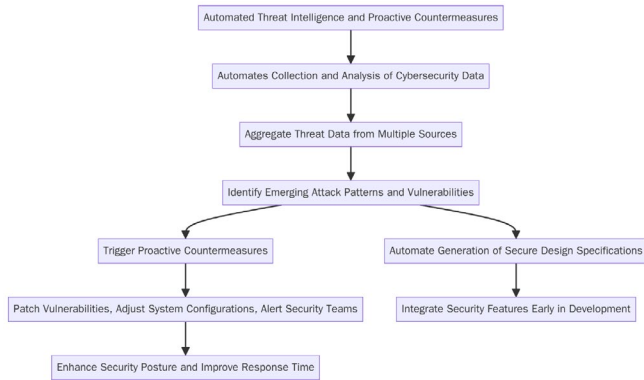 Automated Threat Intelligence and Proactive Countermeasures
Automates Collection and Analysis of Cybersecurity Data
Aggregate Threat Data from Multiple Sources
Identify Emerging Attack Patterns and Vulnerabilities
Trigger Proactive Countermeasures
Automate Generation of Secure Design Specifications
Patch Vulnerabilities, Adjust System Configurations, Alert Security Teams
Integrate Security Features Early in Development
Enhance Security Posture and Improve Response Time